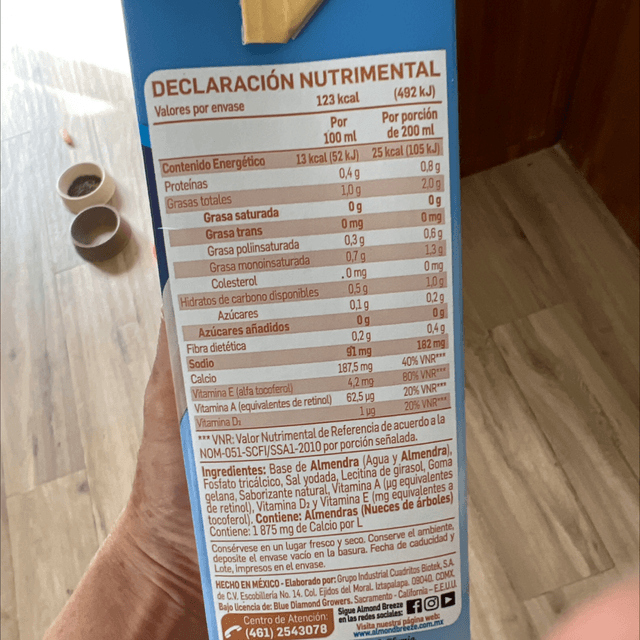 DECLARACIÓN NUTRIMENTAL
Valores por envase 123 kcal (492 kJ)
Por 100 ml Por porción de 200 ml
Contenido Energético 13 kcal (52 kJ) 25 kcal (105 kJ)
Proteínas 0,4 g 0,8 g
Grasas totales 1,0 g 2,0 g
Grasa saturada 0 g 0 g
Grasa trans 0 mg 0 mg
Grasa poliinsaturada 0,3 g 0,6 g
Grasa monoinsaturada 0,7 g 1,3 g
Colesterol 0 mg 0 mg
Hidratos de carbono disponibles 0,5 g 1,0 g
Azúcares 0,1 g 0,2 g
Azúcares añadidos 0 g 0 g
Fibra dietética 0,2 g 0,4 g
Sodio 91 mg 182 mg
Calcio 187,5 mg 40% VNR***
Vitamina E (alfa tocoferol) 4,2 mg 80% VNR***
Vitamina A (equivalentes de retinol) 62,5 µg 20% VNR***
Vitamina D₂ 1 µg 20% VNR***
*** VNR: Valor Nutrimental de Referencia de acuerdo a la
NOM-051-SCFI/SSA1-2010 por porción señalada.
Ingredientes: Base de Almendra (Agua y Almendra),
Fosfato tricálcico, Sal yodada, Lecitina de girasol, Goma
gelana, Saborizante natural, Vitamina A (µg equivalentes
de retinol), Vitamina D₂ y Vitamina E (mg equivalentes a
tocoferol). Contiene: Almendras (Nueces de árboles)
Contiene: 1 875 mg de Calcio por L
Consérvese en un lugar fresco y seco. Conserve el ambiente,
deposite el envase vacío en la basura. Fecha de caducidad y
Lote, impresos en el envase.
HECHO EN MÉXICO - Elaborado por: Grupo Industrial Cuadritos Biotek, S.A.
de C.V. Escobillería No. 14. Col. Ejidos del Moral. Iztapalapa. 09040. CDMX.
Bajo licencia de: Blue Diamond Growers. Sacramento - California - E.E.U.U.
Centro de Atención:
(461) 2543078
Sigue Almond Breeze
en las redes sociales:
Visita nuestra página web:
www.almondbreeze.com.mx